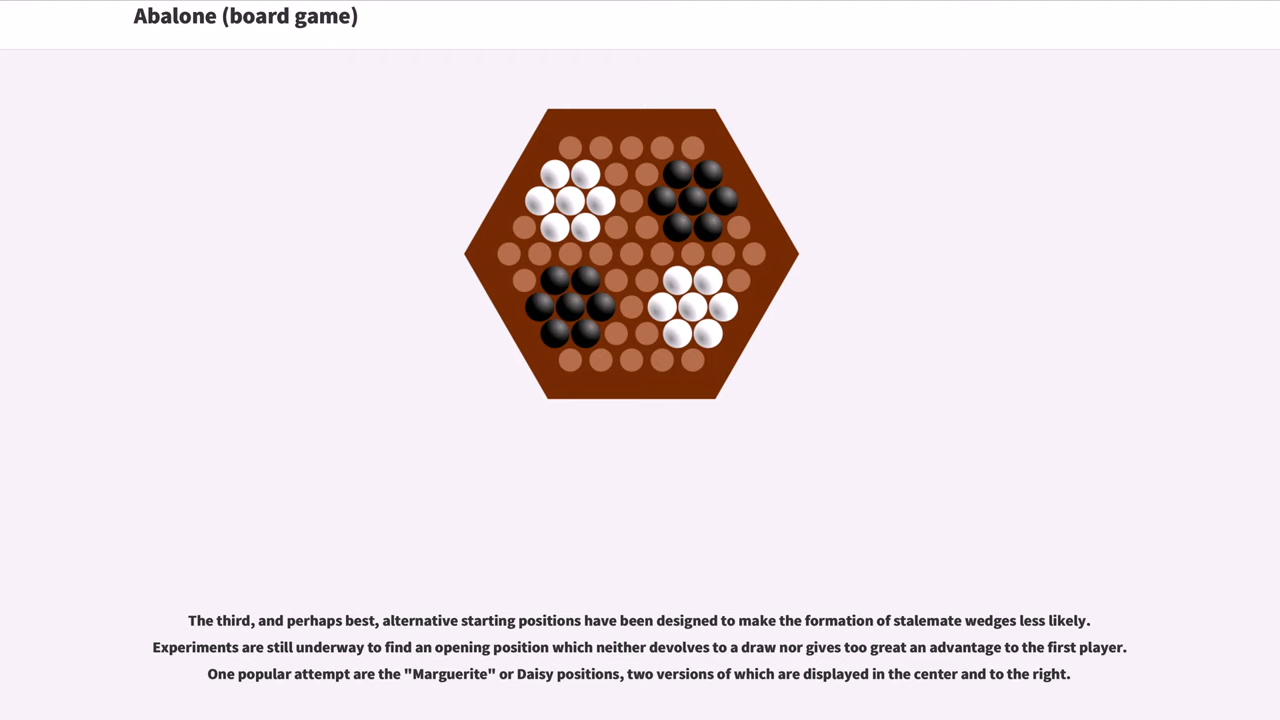 Abalone (board game)
The third, and perhaps best, alternative starting positions have been designed to make the formation of stalemate wedges less likely.
Experiments are still underway to find an opening position which neither devolves to a draw nor gives too great an advantage to the first player.
One popular attempt are the "Marguerite" or Daisy positions, two versions of which are displayed in the center and to the right.